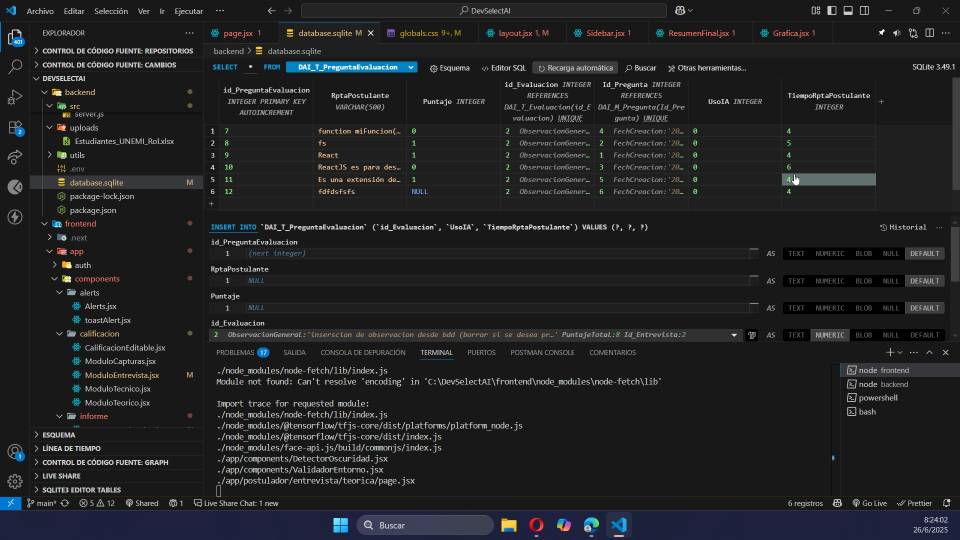 Archivo Editar Selección Ver Ir Ejecutar ···
DevSelectAI
EXPLORADOR ···
page.jsx 1
database.sqlite M
globals.css 9+, M
layout.jsx 1, M
Sidebar.jsx 1
ResumenFinal.jsx 1
Grafica.jsx 1
CONTROL DE CÓDIGO FUENTE: REPOSITORIOS
CONTROL DE CÓDIGO FUENTE: CAMBIOS
DEVSELECTAI
backend
src
server.js
uploads
Estudiantes_UNEMI_Rol.xlsx
utils
.env
database.sqlite M
package-lock.json
package.json
frontend
.next
app
auth
components
alerts
Alerts.jsx
toastAlert.jsx
calificacion
CalificacionEditable.jsx
ModuloCapturas.jsx
ModuloEntrevista.jsx M
ModuloTecnico.jsx
ModuloTeorico.jsx
informe
ESQUEMA
LÍNEA DE TIEMPO
CONTROL DE CÓDIGO FUENTE: GRAPH
LIVE SHARE
SQLITE3 EDITOR TABLES
backend > database.sqlite
SELECT * FROM DAI_T_PreguntaEvaluacion
Esquema
Editor SQL
Recarga automática
Buscar
Otras herramientas...
SQLite 3.49.1
id_PreguntaEvaluacion INTEGER PRIMARY KEY AUTOINCREMENT
RptaPostulante VARCHAR(500)
Puntaje INTEGER
id_Evaluacion INTEGER REFERENCES DAI_T_Evaluacion(id_Evaluacion) UNIQUE
Id_Pregunta INTEGER REFERENCES DAI_M_Pregunta(Id_Pregunta) UNIQUE
UsoIA INTEGER
TiempoRptaPostulante INTEGER
+
1 7 function miFuncion(… 0 2 ObservacionGener… 4 FechCreacion:'20… 0 4
2 8 fs 1 2 ObservacionGener… 2 FechCreacion:'20… 0 5
3 9 React 1 2 ObservacionGener… 1 FechCreacion:'20… 0 4
4 10 ReactJS es para des… 0 2 ObservacionGener… 3 FechCreacion:'20… 0 6
5 11 Es una extensión de… 1 2 ObservacionGener… 5 FechCreacion:'20… 0 4
6 12 fdfdsfsfs NULL 2 ObservacionGener… 6 FechCreacion:'20… 0 4
+
INSERT INTO `DAI_T_PreguntaEvaluacion` (`id_Evaluacion`, `UsoIA`, `TiempoRptaPostulante`) VALUES (?, ?, ?)
Historial ···
id_PreguntaEvaluacion
1 (next integer) AS TEXT NUMERIC BLOB NULL DEFAULT
RptaPostulante
1 NULL AS TEXT NUMERIC BLOB NULL DEFAULT
Puntaje
1 NULL AS TEXT NUMERIC BLOB NULL DEFAULT
id_Evaluacion
2 ObservacionGeneral:'inserscion de observacion desde bdd (borrar si se desea pr…' PuntajeTotal:8 Id_Entrevista:2 AS TEXT NUMERIC BLOB NULL DEFAULT
PROBLEMAS 17 SALIDA CONSOLA DE DEPURACIÓN TERMINAL PUERTOS POSTMAN CONSOLE COMENTARIOS
./node_modules/node-fetch/lib/index.js
Module not found: Can't resolve 'encoding' in 'C:\DevSelectAI\frontend\node_modules\node-fetch\lib'
Import trace for requested module:
./node_modules/node-fetch/lib/index.js
./node_modules/@tensorflow/tfjs-core/dist/platforms/platform_node.js
./node_modules/@tensorflow/tfjs-core/dist/index.js
./node_modules/face-api.js/build/commonjs/index.js
./app/components/DetectorOscuridad.jsx
./app/components/ValidadorEntorno.jsx
./app/postulador/entrevista/teorica/page.jsx
node frontend
node backend
powershell
bash
401
2
1
main* 5 12 Shared 1 Live Share Chat: 1 new
6 registros Go Live Prettier
Buscar
8:24:02
26/6/2025